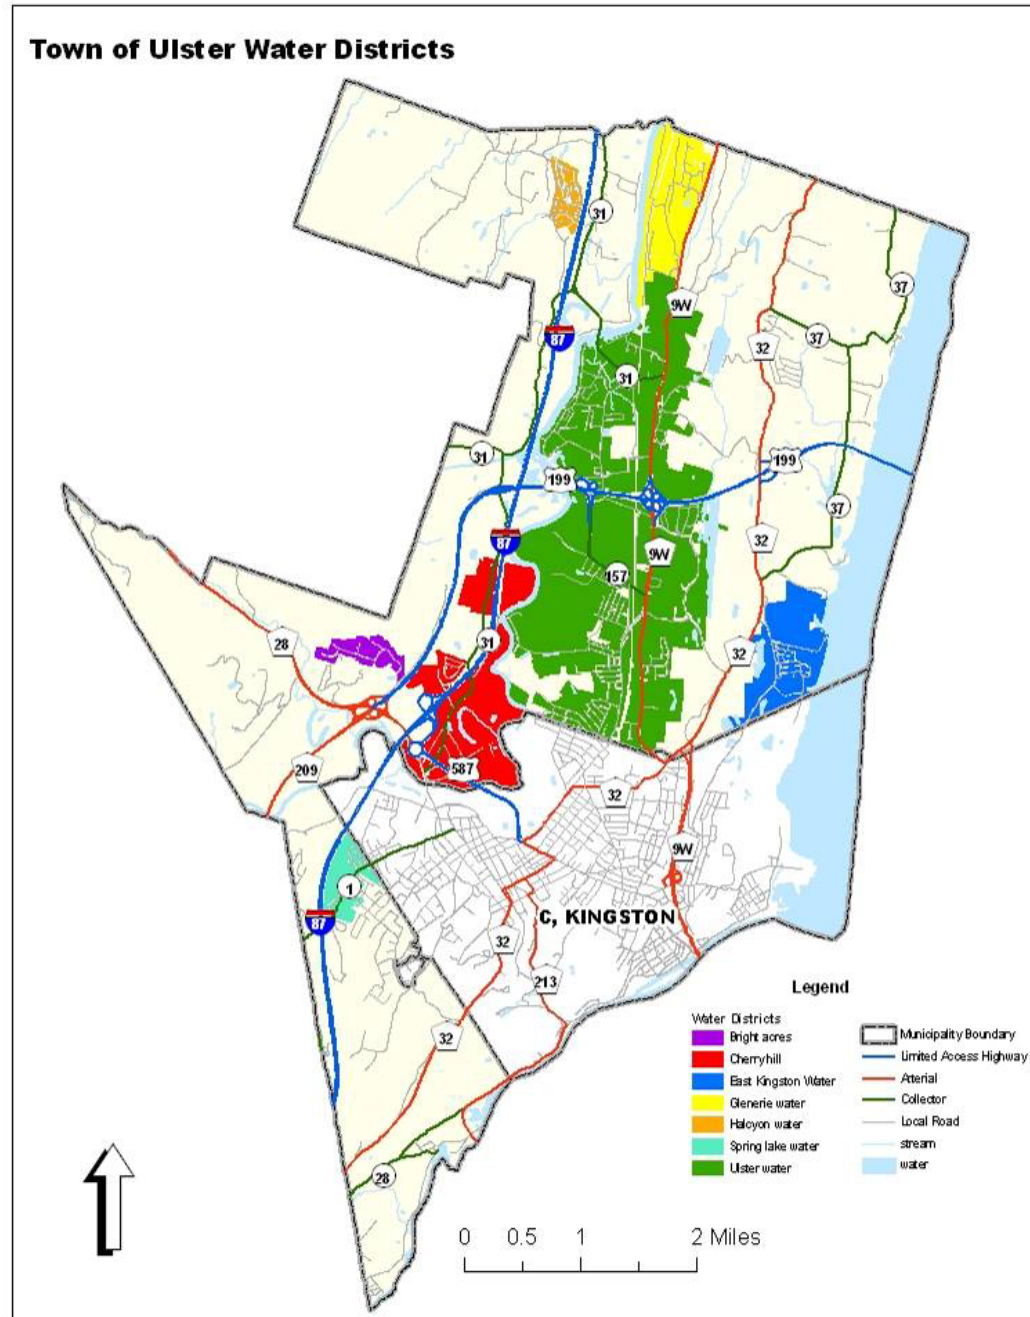 Town of Ulster Water Districts
31
9W
37
87
32
37
31
31
199
199
37
87
32
9W
157
28
31
32
209
587
32
9W
1
87
C, KINGSTON
32
213
32
28
Legend
Water Districts
Bright acres
Cherryhill
East Kingston Water
Glenerie water
Halcyon water
Spring lake water
Ulster water
Municipality Boundary
Limited Access Highway
Arterial
Collector
Local Road
stream
water
0 0.5 1 2 Miles